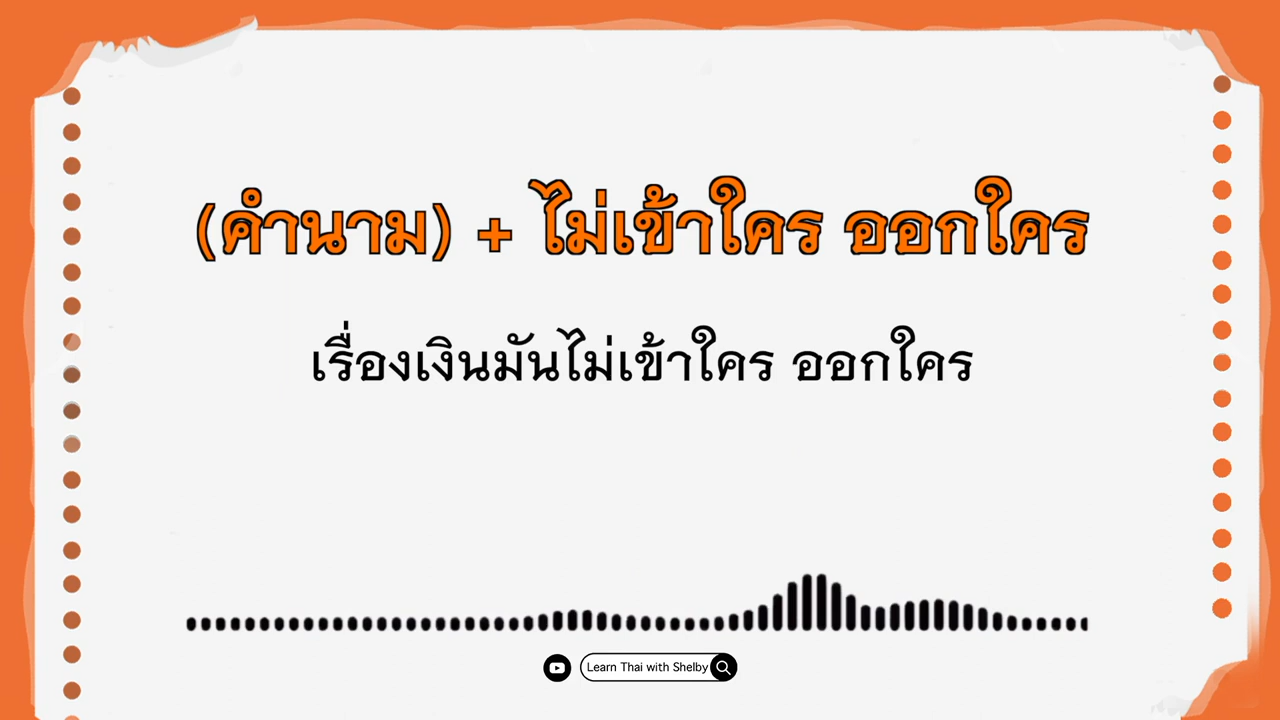 (คำนาม) + ไม่เข้าใคร ออกใคร
เรื่องเงินมันไม่เข้าใคร ออกใคร
Learn Thai with Shelby